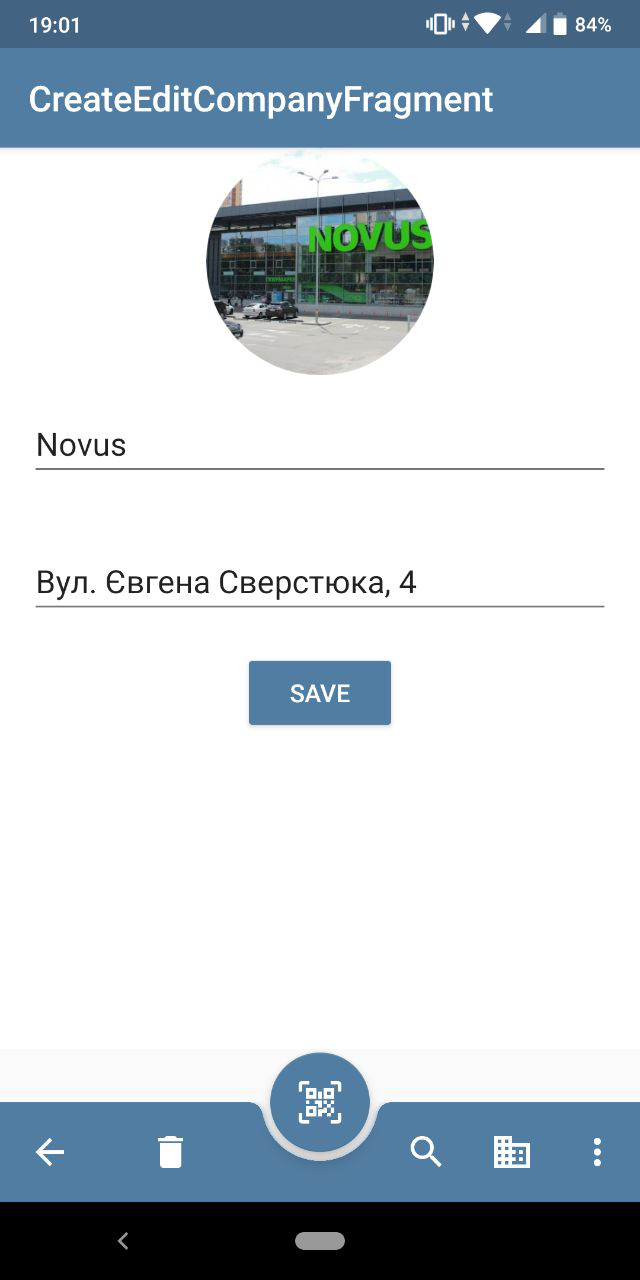 19:01
84%
CreateEditCompanyFragment
NOVUS
Novus
Вул. Євгена Сверстюка, 4
SAVE